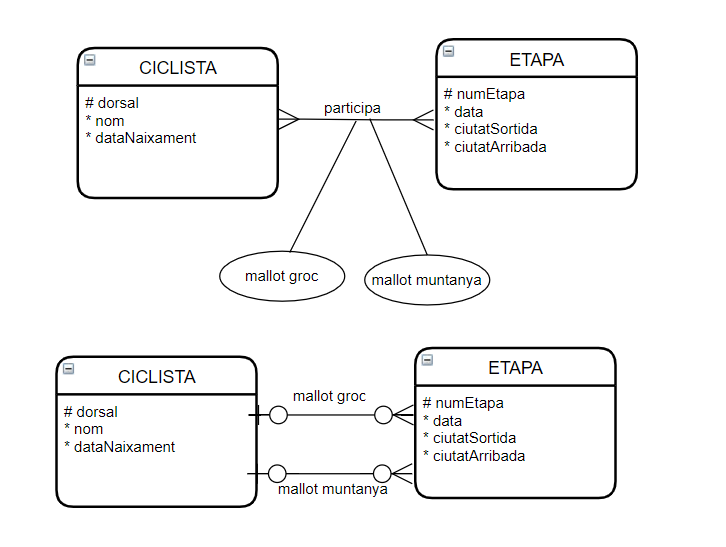 CICLISTA
# dorsal
* nom
* dataNaixament
participa
ETAPA
# numEtapa
* data
* ciutatSortida
* ciutatArribada
mallot groc
mallot muntanya
CICLISTA
# dorsal
* nom
* dataNaixament
mallot groc
mallot muntanya
ETAPA
# numEtapa
* data
* ciutatSortida
* ciutatArribada